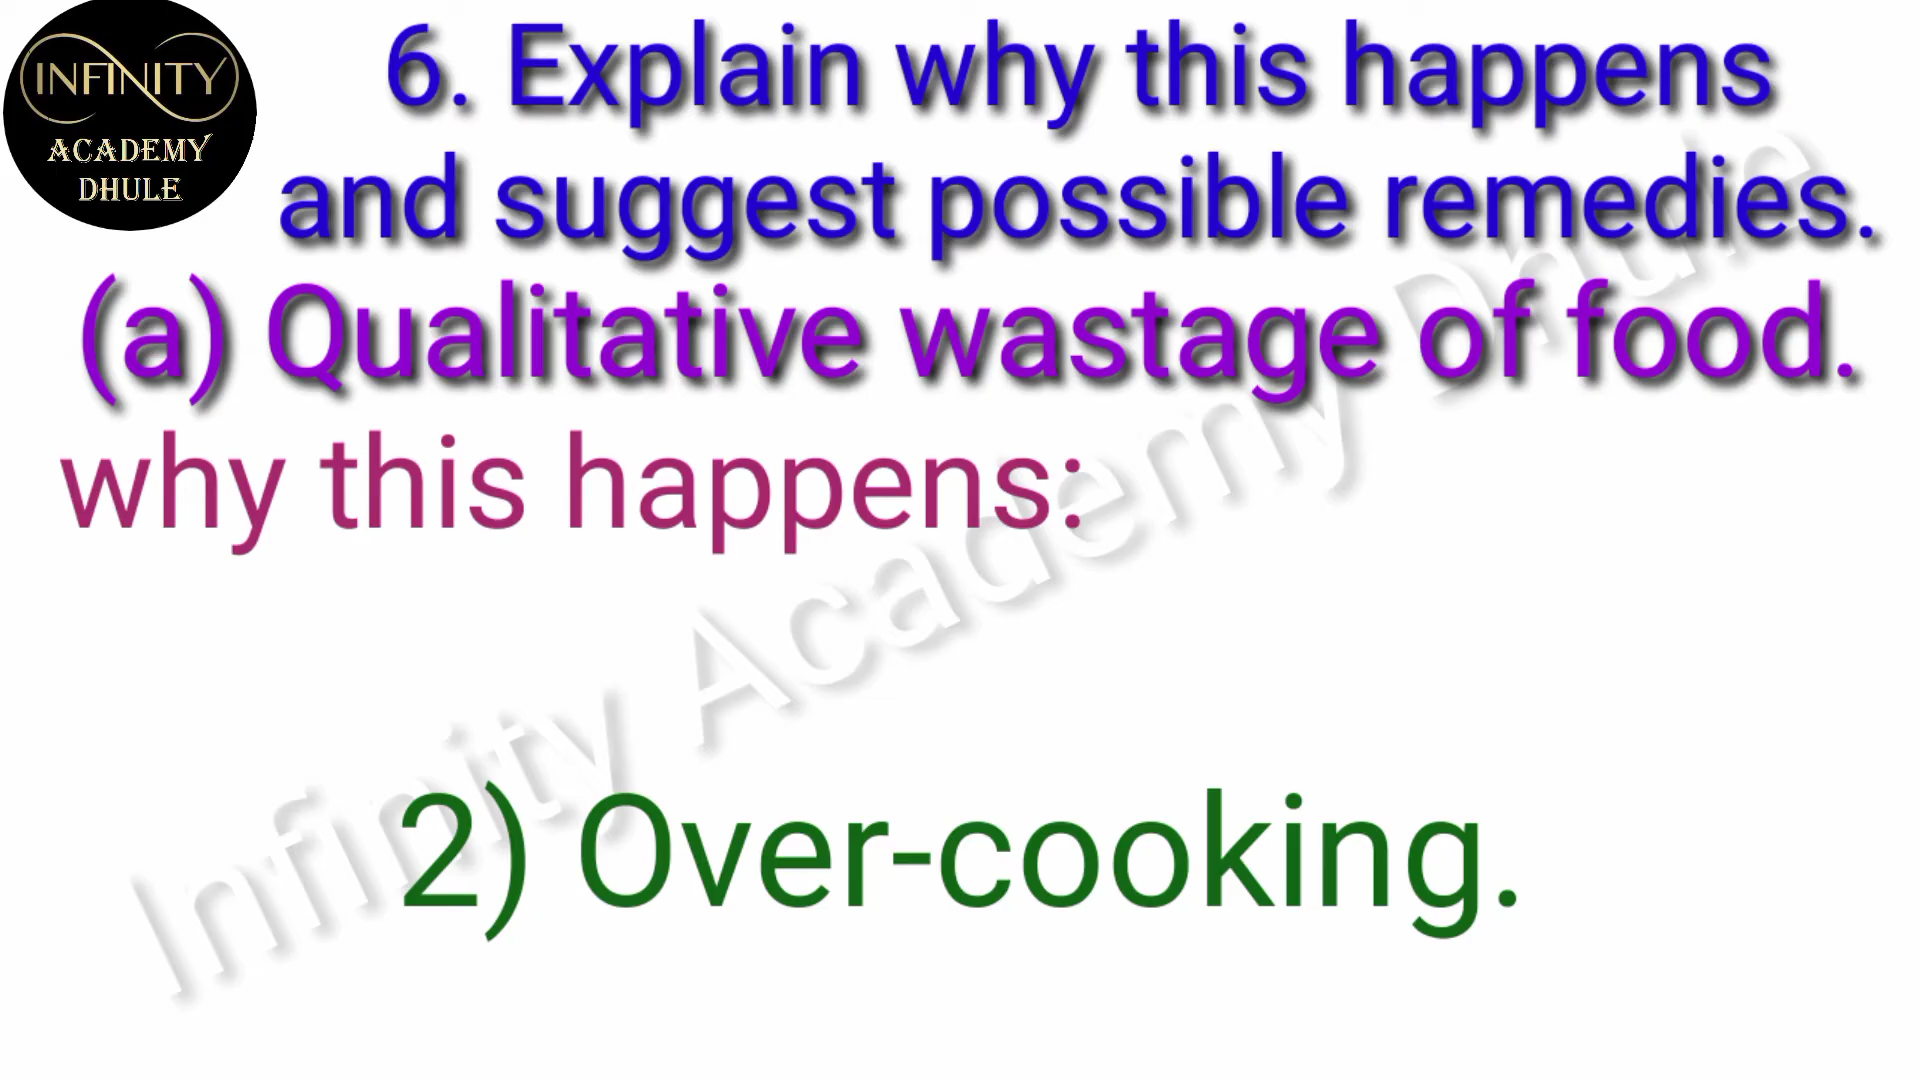 INFINITY
ACADEMY
DHULE
6. Explain why this happens
and suggest possible remedies.
(a) Qualitative wastage of food.
why this happens:
2) Over-cooking.
Infinity Academy Dhule